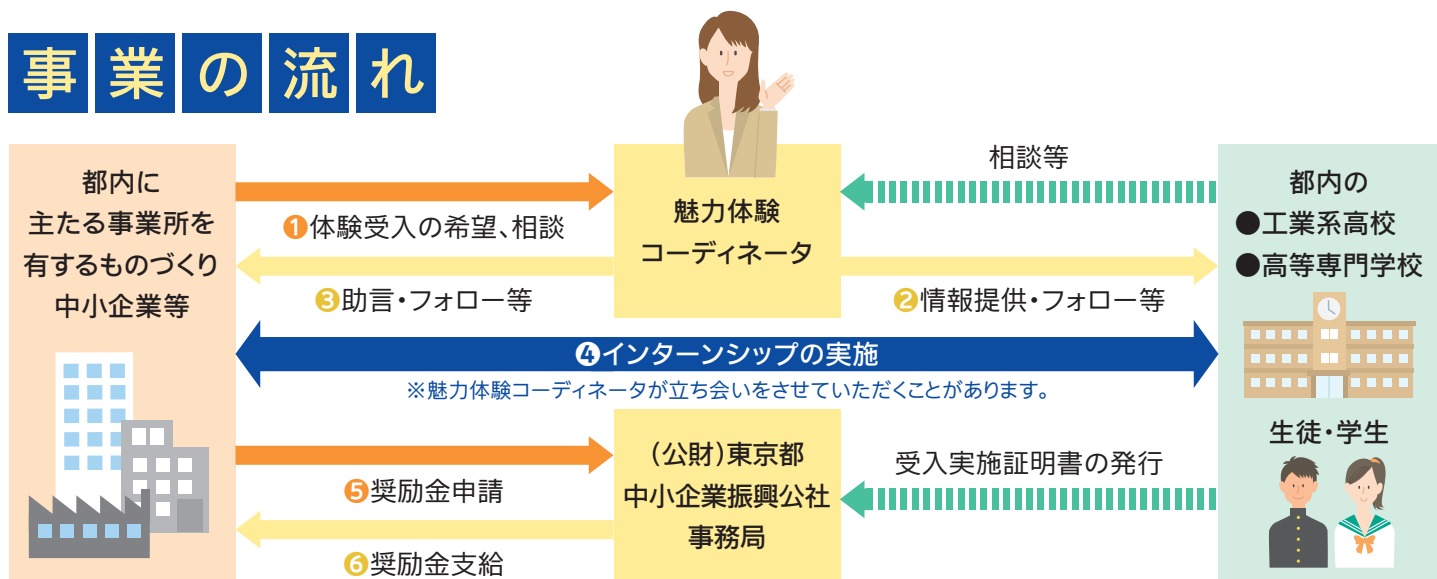 事業の流れ
都内に
主たる事業所を
有するものづくり
中小企業等
❶体験受入の希望、相談
魅力体験
コーディネータ
相談等
都内の
●工業系高校
●高等専門学校
❸助言・フォロー等
❷情報提供・フォロー等
❹インターンシップの実施
※魅力体験コーディネータが立ち会いをさせていただくことがあります。
❺奨励金申請
(公財)東京都
中小企業振興公社
事務局
受入実施証明書の発行
生徒・学生
❻奨励金支給